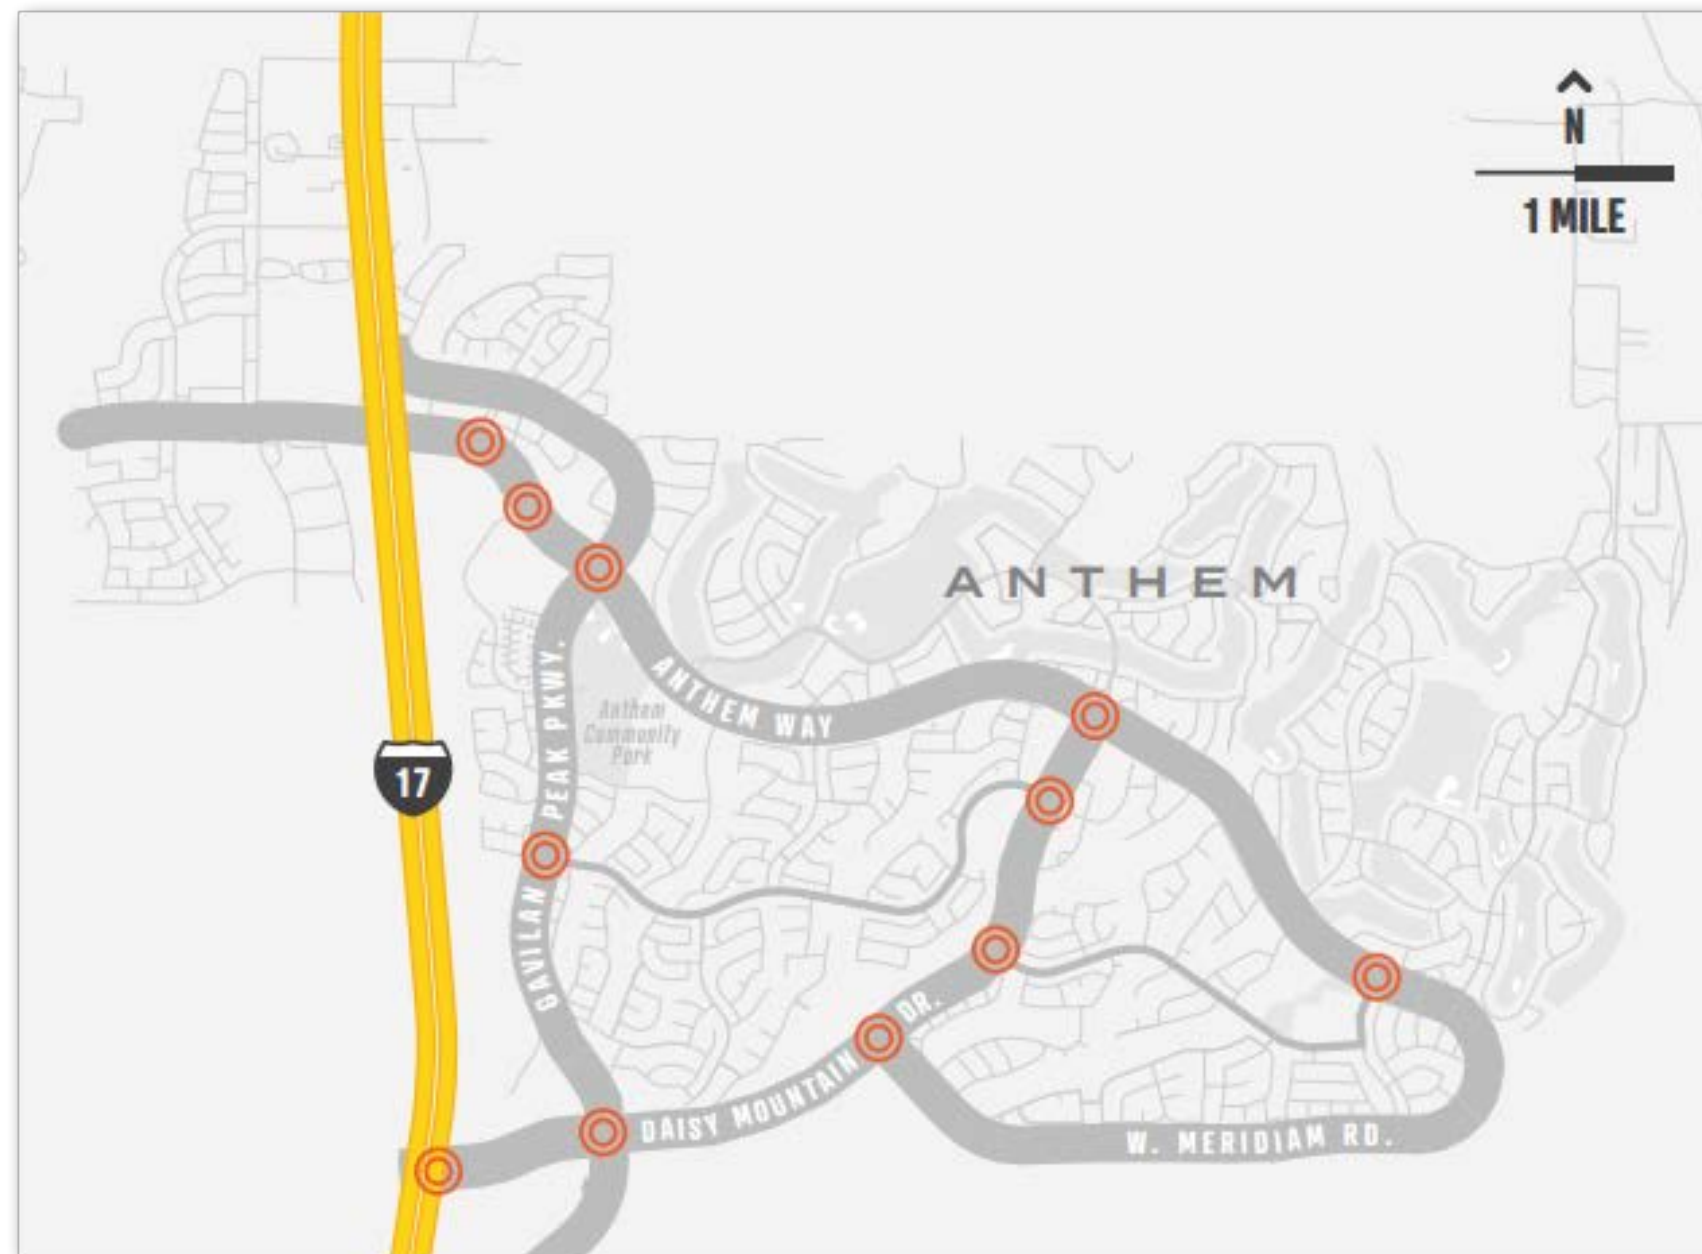 N
1 MILE
ANTHEM
GAVILAN PEAK PKWY.
ANTHEM WAY
Anthem
Community
Park
17
DAISY MOUNTAIN DR.
W. MERIDIAM RD.